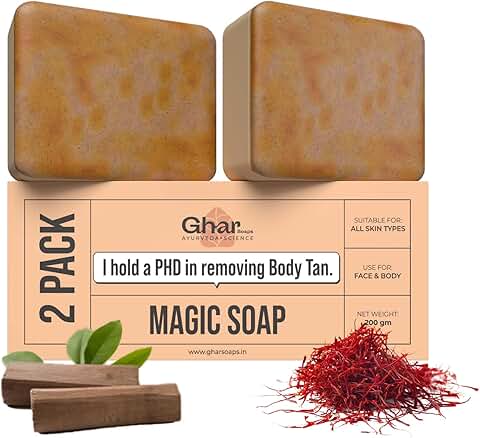 2 PACK
Ghar Soaps
AYURVEDA+SCIENCE
I hold a PHD in removing Body Tan.
MAGIC SOAP
www.gharsoaps.in
SUITABLE FOR:
ALL SKIN TYPES
USE FOR:
FACE & BODY
NET WEIGHT:
200 gm